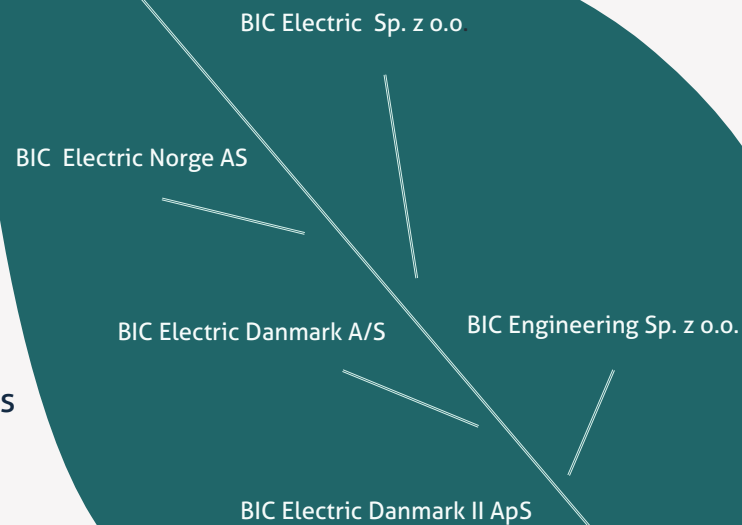 BIC Electric Sp. z o.o.
BIC Electric Norge AS
BIC Electric Danmark A/S
BIC Engineering Sp. z o.o.
s
BIC Electric Danmark II ApS